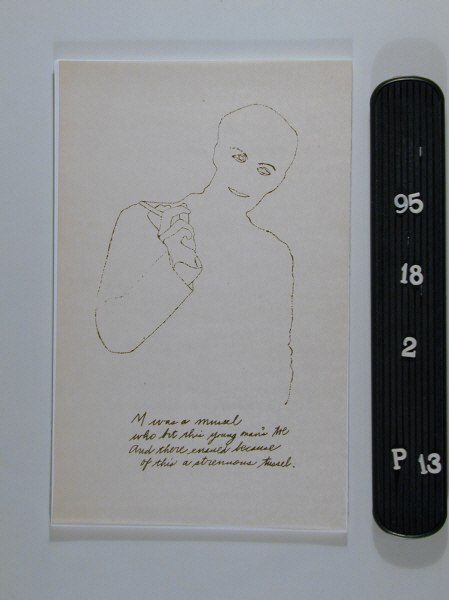 M was a mussel
who bit this young man's toe
And there ensued because
of this a strenuous tussel.
95
18
2
P 13